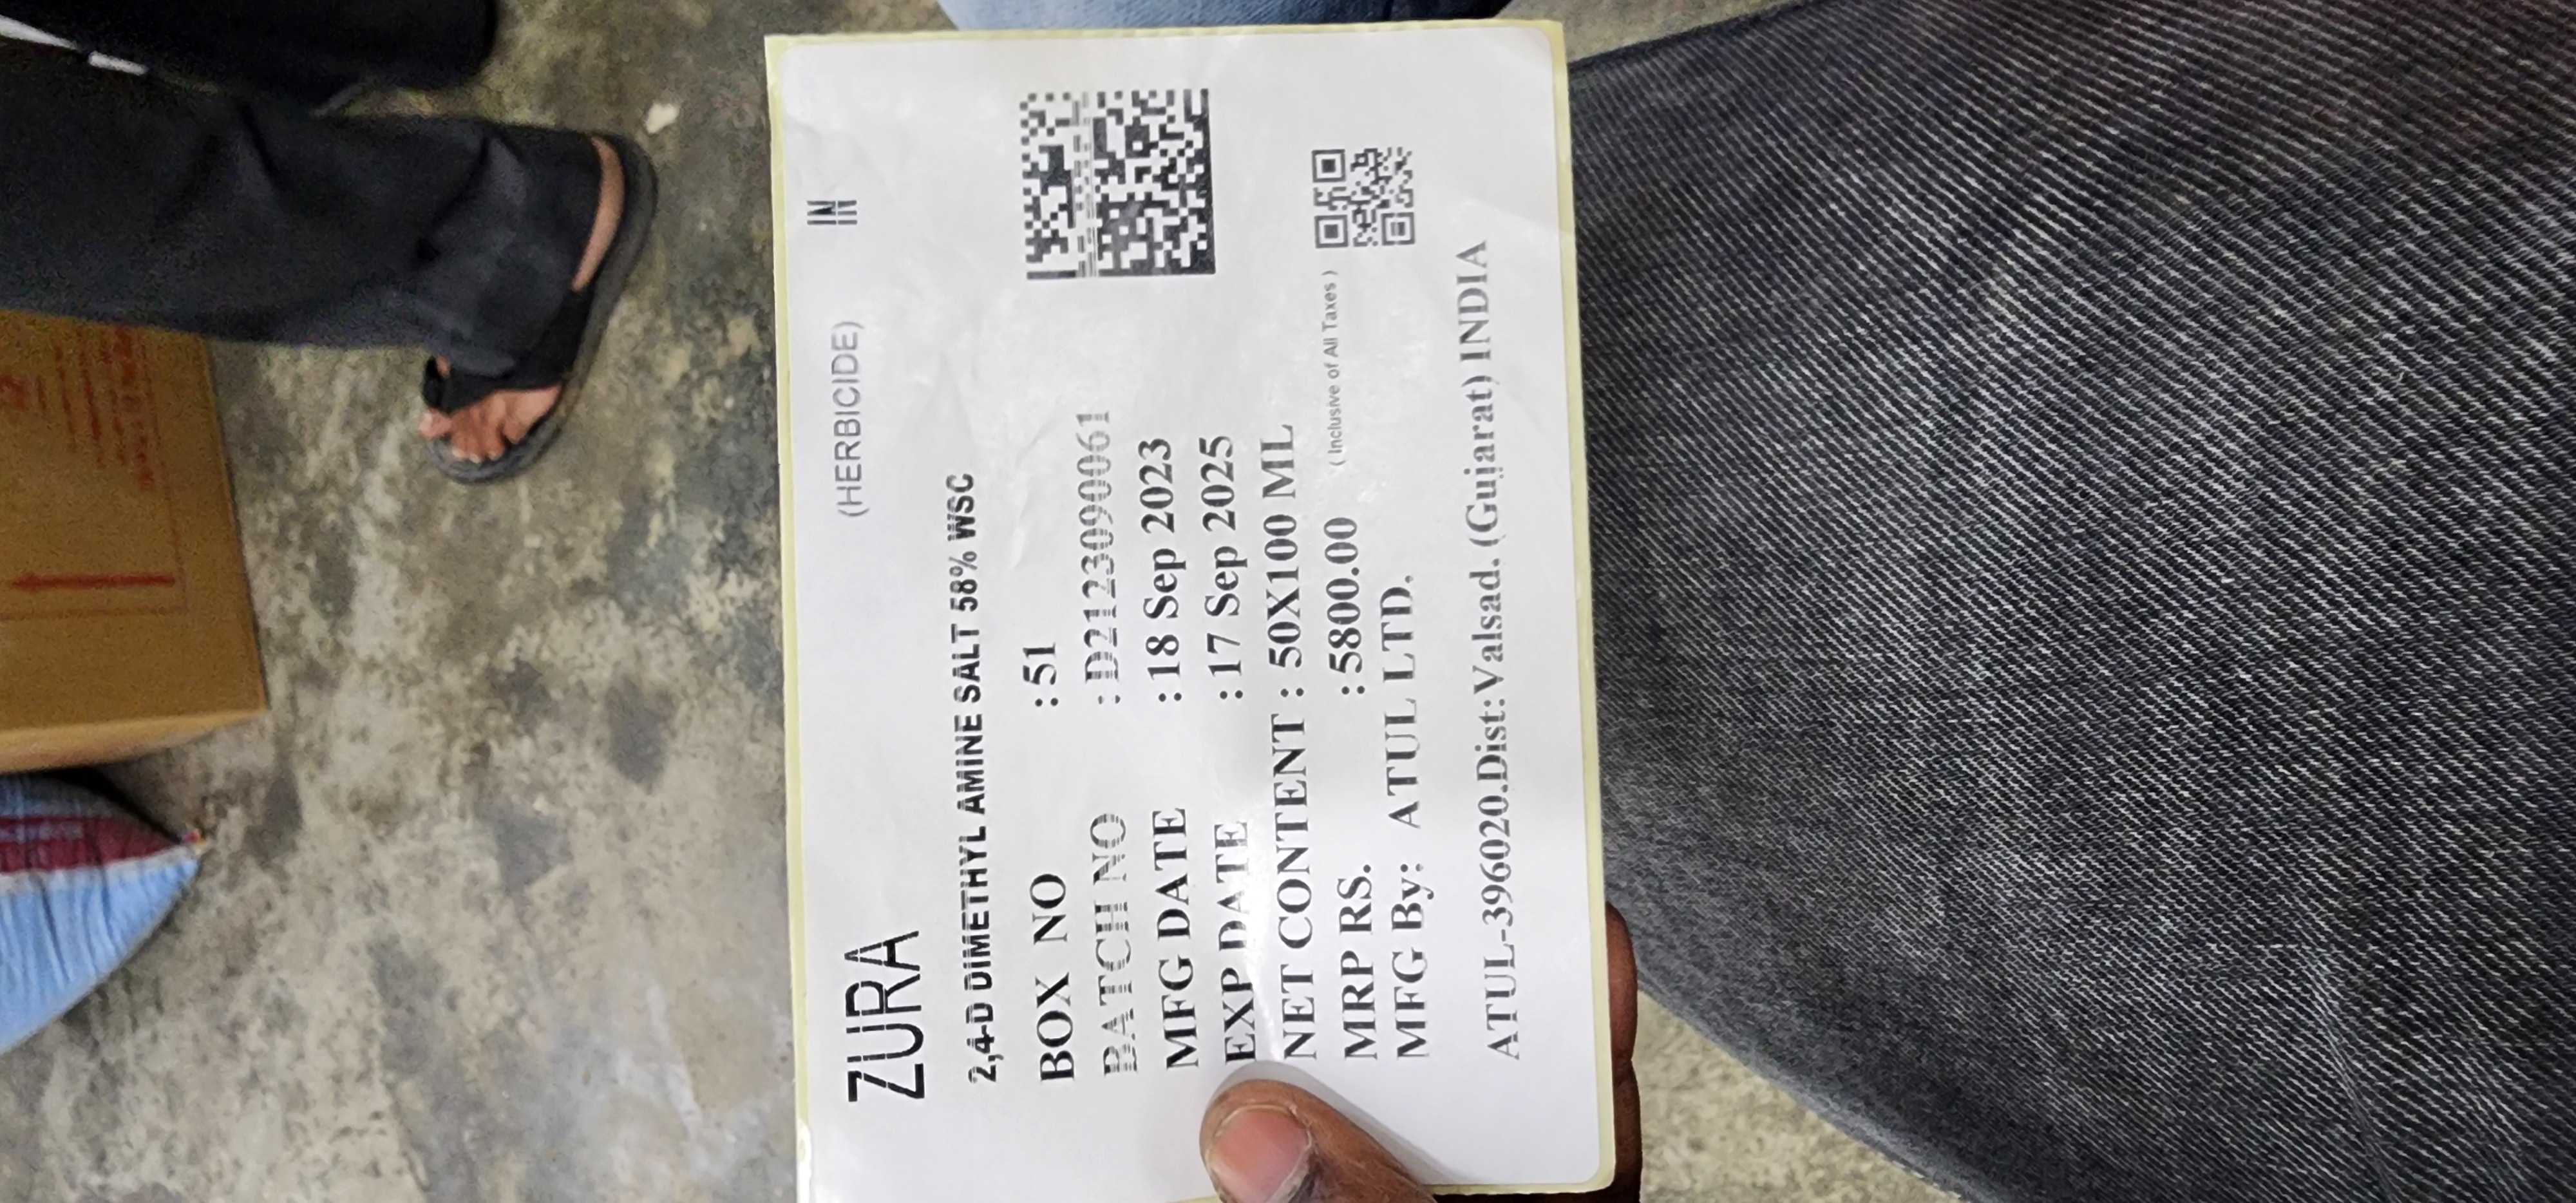 ZURA (HERBICIDE) IN
2,4-D DIMETHYL AMINE SALT 58% WSC
BOX NO : 51
BATCH NO : D2123090061
MFG DATE : 18 Sep 2023
EXP DATE : 17 Sep 2025
NET CONTENT : 50X100 ML
MRP RS. : 5800.00 ( Inclusive of All Taxes )
MFG By: ATUL LTD.
ATUL-396020.Dist:Valsad. (Gujarat) INDIA